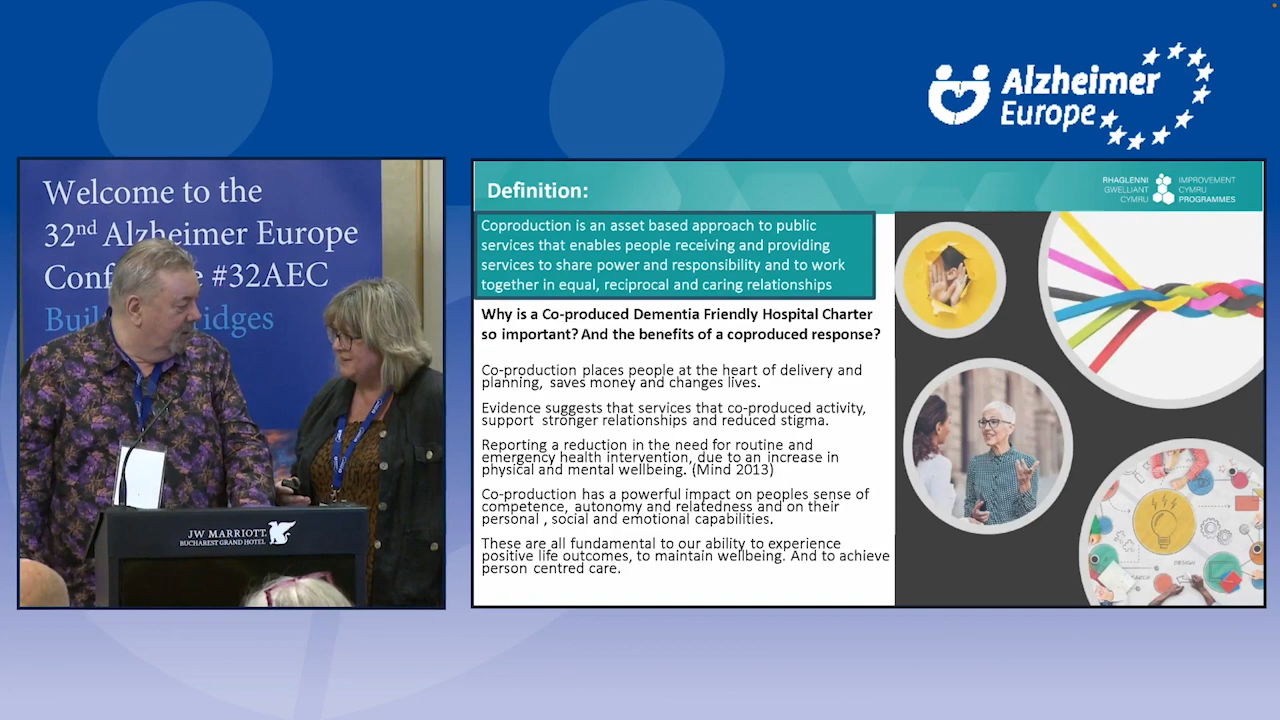 Alzheimer
Europe
Welcome to the
32nd Alzheimer Europe
#32AEC
JW MARRIOTT
BUCHAREST GRAND HOTEL
Definition:
RHAGLENNI
GWELLIANT
CYMRU
IMPROVEMENT
CYMRU
PROGRAMMES
Coproduction is an asset based approach to public
services that enables people receiving and providing
services to share power and responsibility and to work
together in equal, reciprocal and caring relationships
Why is a Co-produced Dementia Friendly Hospital Charter
so important? And the benefits of a coproduced response?
Co-production places people at the heart of delivery and
planning, saves money and changes lives.
Evidence suggests that services that co-produced activity,
support stronger relationships and reduced stigma.
Reporting a reduction in the need for routine and
emergency health intervention, due to an increase in
physical and mental wellbeing. (Mind 2013)
Co-production has a powerful impact on peoples sense of
competence, autonomy and relatedness and on their
personal , social and emotional capabilities.
These are all fundamental to our ability to experience
positive life outcomes, to maintain wellbeing. And to achieve
person centred care.
DESIGN